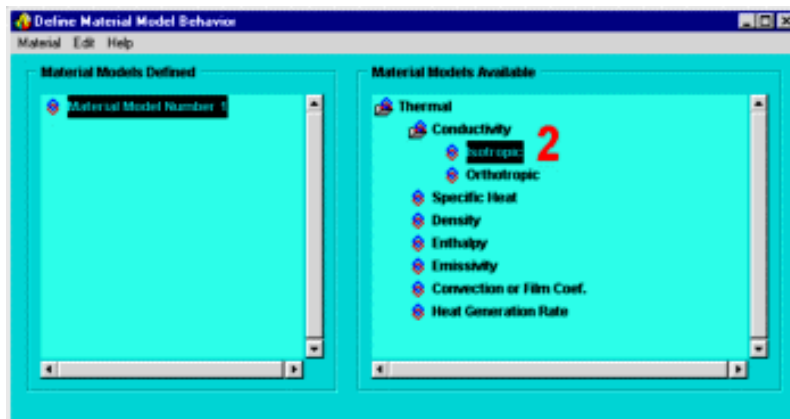 Define Material Model Behavior
Material Edit Help
Material Models Defined
Material Model Number 1
Material Models Available
Thermal
Conductivity
Isotropic 2
Orthotropic
Specific Heat
Density
Enthalpy
Emissivity
Convection or Film Coef.
Heat Generation Rate